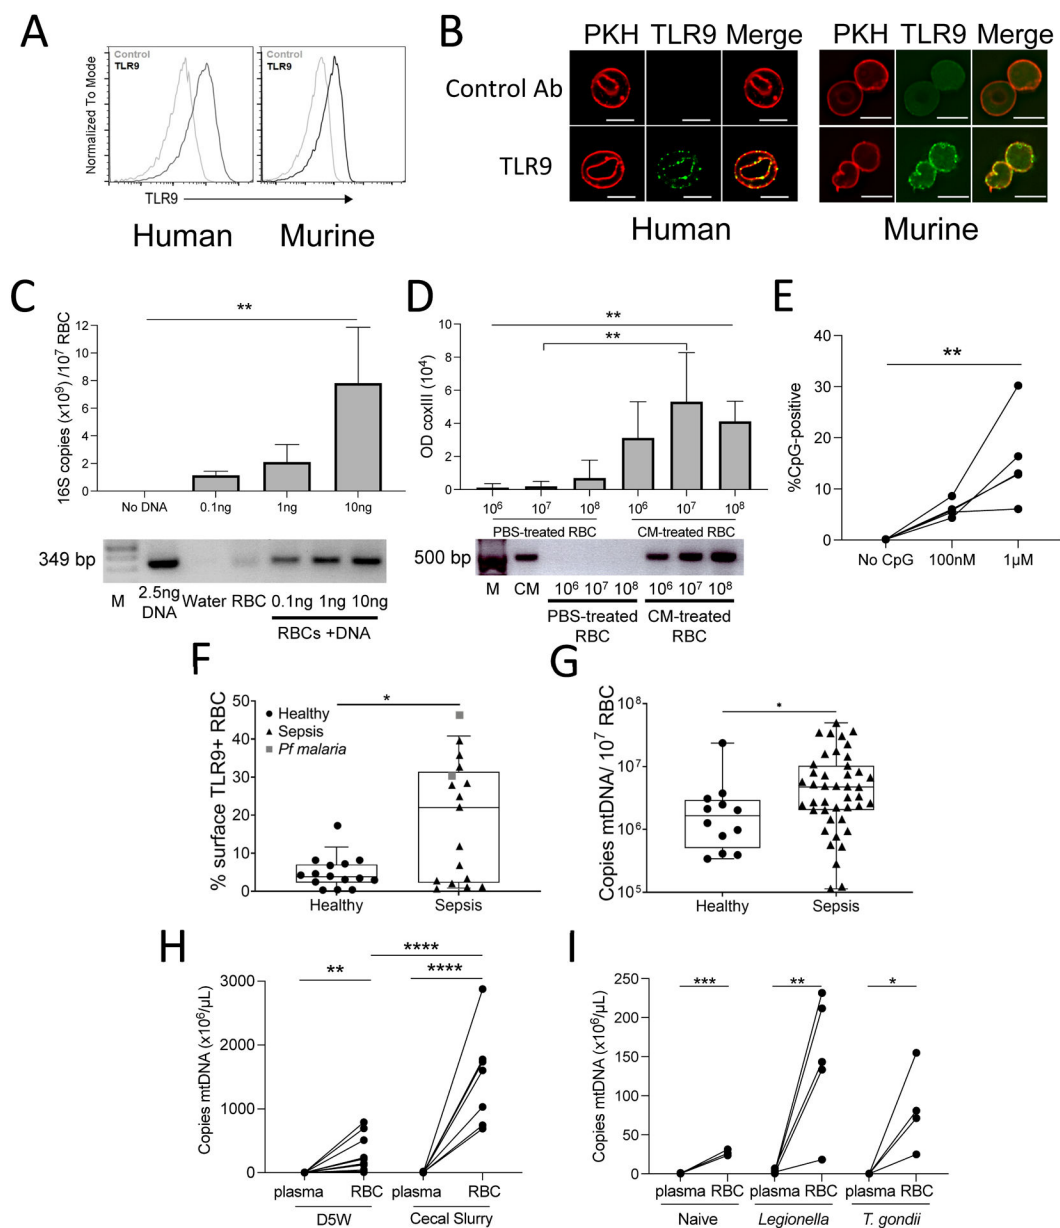 A
Control
TLR9
Control
TLR9
Normalized To Mode
TLR9
Human Murine
B
PKH TLR9 Merge
PKH TLR9 Merge
Control Ab
TLR9
Human
Murine
C
**
16S copies (x10⁹) /10⁷ RBC
12
10
8
6
4
2
0
No DNA 0.1ng 1ng 10ng
349 bp
M 2.5ng DNA Water RBC 0.1ng 1ng 10ng
RBCs +DNA
D
**
**
OD coxIII (10⁴)
10
8
6
4
2
0
10⁶ 10⁷ 10⁸ 10⁶ 10⁷ 10⁸
PBS-treated RBC CM-treated RBC
500 bp
M CM 10⁶ 10⁷ 10⁸ 10⁶ 10⁷ 10⁸
PBS-treated RBC
CM-treated RBC
E
**
%CpG-positive
40
30
20
10
0
No CpG 100nM 1µM
F
*
% surface TLR9+ RBC
50
40
30
20
10
0
Healthy
Sepsis
Pf malaria
Healthy Sepsis
G
*
Copies mtDNA/ 10⁷ RBC
10⁸
10⁷
10⁶
10⁵
Healthy Sepsis
H
****
** ****
Copies mtDNA (x10⁶/µL)
3000
2000
1000
0
plasma RBC plasma RBC
D5W Cecal Slurry
I
*** ** *
Copies mtDNA (x10⁶/µL)
250
200
150
100
50
0
plasma RBC plasma RBC plasma RBC
Naive Legionella T. gondii